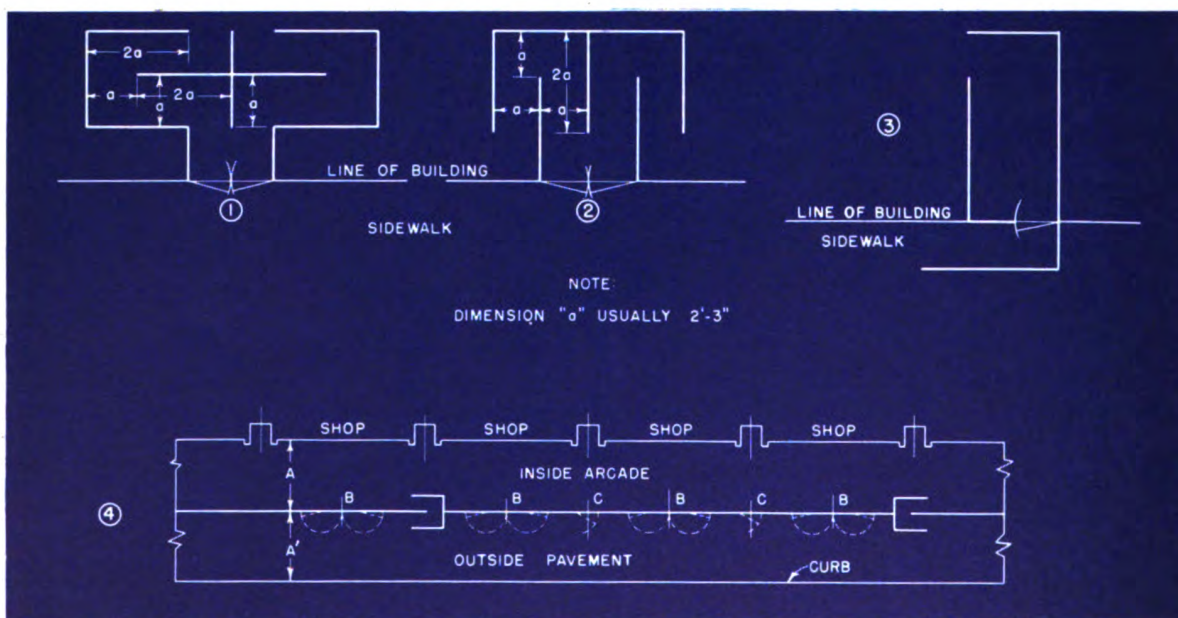 2a
a
2a
a
a
LINE OF BUILDING
①
SIDEWALK
a
2a
a
a
②
③
LINE OF BUILDING
SIDEWALK
NOTE:
DIMENSION "a" USUALLY 2'-3"
SHOP SHOP SHOP SHOP
A
INSIDE ARCADE
④
B B C B C B
A'
OUTSIDE PAVEMENT
CURB